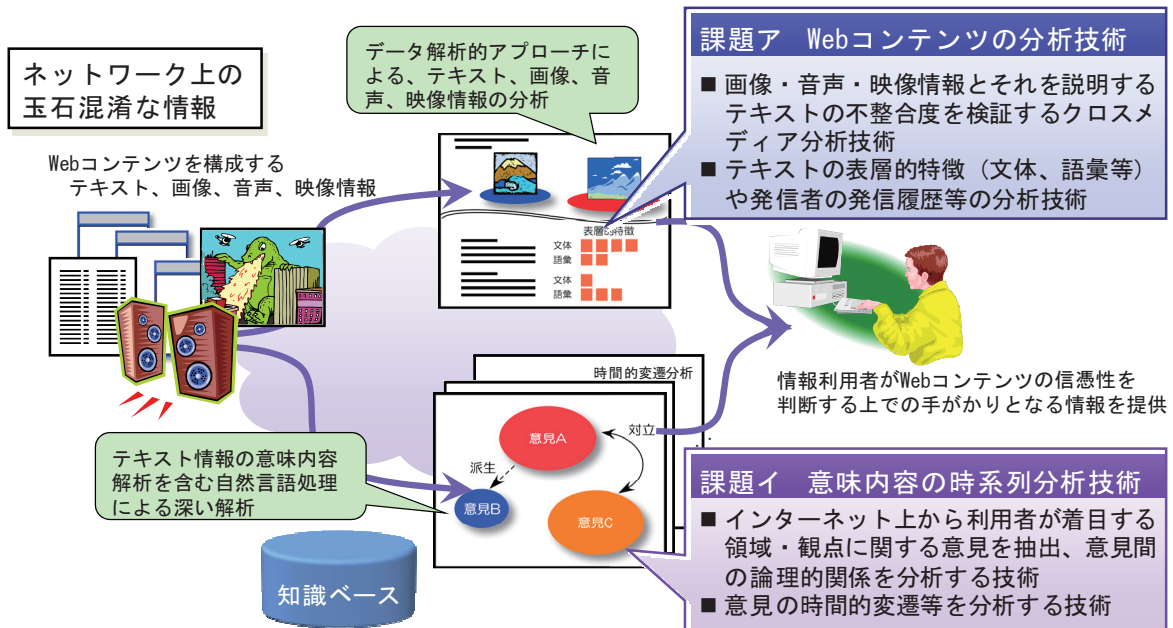 ネットワーク上の
玉石混淆な情報
Webコンテンツを構成する
テキスト、画像、音声、映像情報
データ解析的アプローチに
よる、テキスト、画像、音
声、映像情報の分析
課題ア　Webコンテンツの分析技術
■ 画像・音声・映像情報とそれを説明する
テキストの不整合度を検証するクロスメ
ディア分析技術
■ テキストの表層的特徴（文体、語彙等）
や発信者の発信履歴等の分析技術
表層的特徴
文体
語彙
文体
語彙
情報利用者がWebコンテンツの信憑性を
判断する上での手がかりとなる情報を提供
時間的変遷分析
意見A
対立
派生
意見B
意見C
...
テキスト情報の意味内容
解析を含む自然言語処理
による深い解析
知識ベース
課題イ　意味内容の時系列分析技術
■ インターネット上から利用者が着目する
領域・観点に関する意見を抽出、意見間
の論理的関係を分析する技術
■ 意見の時間的変遷等を分析する技術